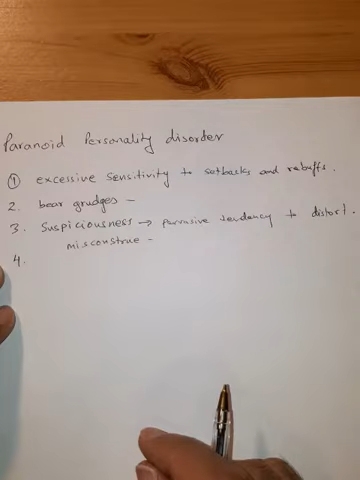 Paranoid Personality disorder
① excessive sensitivity to setbacks and rebuffs.
2. bear grudges -
3. Suspiciousness → pervasive tendency to distort.
misconstrue -
4.